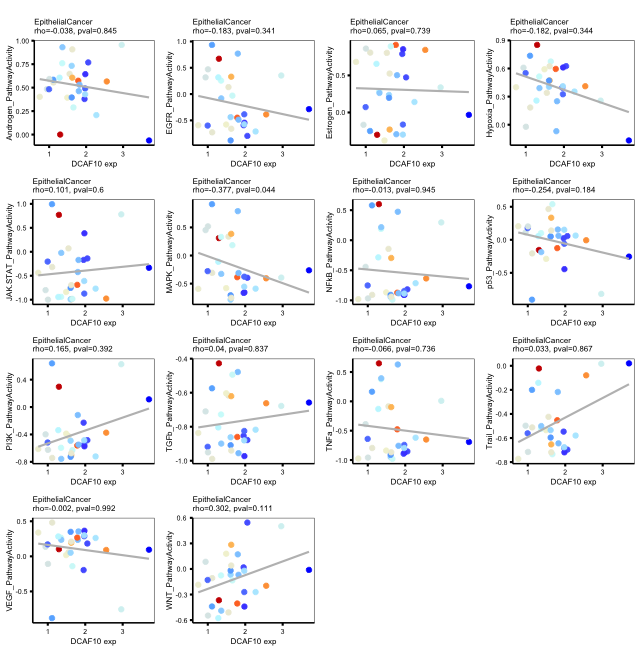 EpithelialCancer
rho=-0.038, pval=0.845
Androgen_PathwayActivity
1.00
0.75
0.50
0.25
0.00
1 2 3
DCAF10 exp
EpithelialCancer
rho=-0.183, pval=0.341
EGFR_PathwayActivity
1.0
0.5
0.0
-0.5
1 2 3
DCAF10 exp
EpithelialCancer
rho=0.065, pval=0.739
Estrogen_PathwayActivity
0.5
0.0
1 2 3
DCAF10 exp
EpithelialCancer
rho=-0.182, pval=0.344
Hypoxia_PathwayActivity
0.9
0.6
0.3
0.0
1 2 3
DCAF10 exp
EpithelialCancer
rho=0.101, pval=0.6
JAK.STAT_PathwayActivity
1.0
0.5
0.0
-0.5
-1.0
1 2 3
DCAF10 exp
EpithelialCancer
rho=-0.377, pval=0.044
MAPK_PathwayActivity
1.0
0.5
0.0
-0.5
1 2 3
DCAF10 exp
EpithelialCancer
rho=-0.013, pval=0.945
NFkB_PathwayActivity
0.5
0.0
-0.5
-1.0
1 2 3
DCAF10 exp
EpithelialCancer
rho=-0.254, pval=0.184
p53_PathwayActivity
0.5
0.0
-0.5
1 2 3
DCAF10 exp
EpithelialCancer
rho=0.165, pval=0.392
PI3K_PathwayActivity
0.4
0.0
-0.4
-0.8
1 2 3
DCAF10 exp
EpithelialCancer
rho=0.04, pval=0.837
TGFb_PathwayActivity
-0.4
-0.6
-0.8
-1.0
1 2 3
DCAF10 exp
EpithelialCancer
rho=-0.066, pval=0.736
TNFa_PathwayActivity
0.5
0.0
-0.5
-1.0
1 2 3
DCAF10 exp
EpithelialCancer
rho=0.033, pval=0.867
Trail_PathwayActivity
0.0
-0.2
-0.4
-0.6
-0.8
1 2 3
DCAF10 exp
EpithelialCancer
rho=-0.002, pval=0.992
VEGF_PathwayActivity
0.5
0.0
-0.5
1 2 3
DCAF10 exp
EpithelialCancer
rho=0.302, pval=0.111
WNT_PathwayActivity
0.6
0.3
0.0
-0.3
-0.6
1 2 3
DCAF10 exp